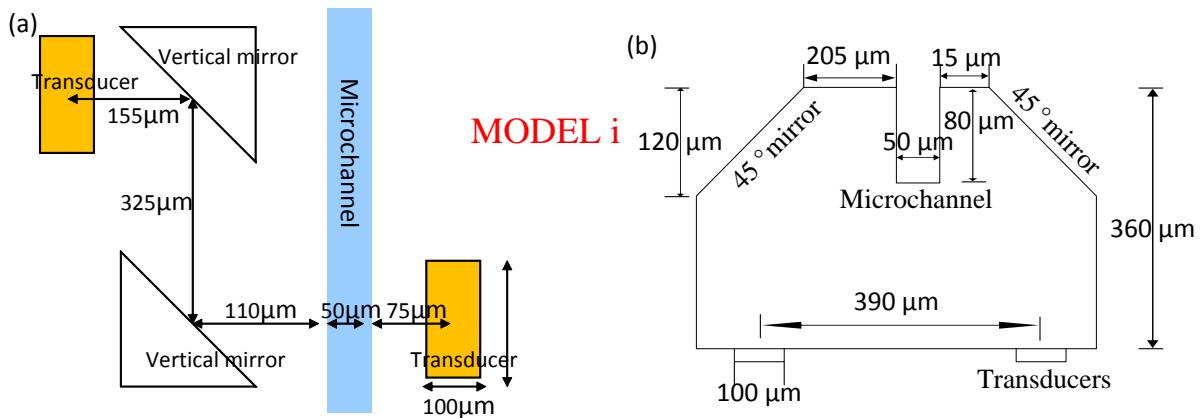 (a)
Vertical mirror
Transducer
155µm
325µm
Microchannel
110µm
50µm
75µm
Vertical mirror
Transducer
100µm
MODEL i
(b)
205 µm
15 µm
120 µm
45°mirror
50 µm
80 µm
45°mirror
Microchannel
360 µm
390 µm
100 µm
Transducers